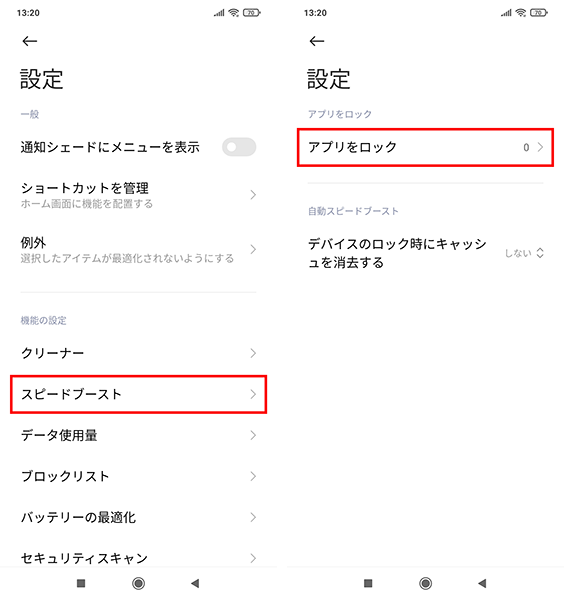 13:20
70
設定
一般
通知シェードにメニューを表示
ショートカットを管理
ホーム画面に機能を配置する
例外
選択したアイテムが最適化されないようにする
機能の設定
クリーナー
スピードブースト
データ使用量
ブロックリスト
バッテリーの最適化
セキュリティスキャン
13:20
70
設定
アプリをロック
アプリをロック 0
自動スピードブースト
デバイスのロック時にキャッシ
ュを消去する
しない